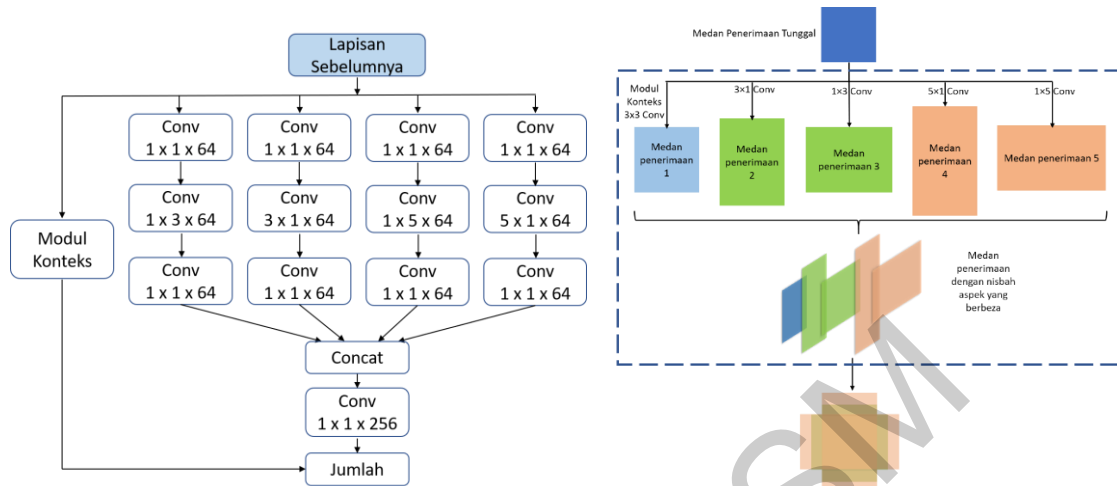 Lapisan
Sebelumnya
Conv
1 x 1 x 64
Conv
1 x 1 x 64
Conv
1 x 1 x 64
Conv
1 x 1 x 64
Conv
1 x 3 x 64
Conv
3 x 1 x 64
Conv
1 x 5 x 64
Conv
5 x 1 x 64
Modul
Konteks
Conv
1 x 1 x 64
Conv
1 x 1 x 64
Conv
1 x 1 x 64
Conv
1 x 1 x 64
Concat
Conv
1 x 1 x 256
Jumlah
Medan Penerimaan Tunggal
Modul
Konteks
3x3 Conv
3×1 Conv
1×3 Conv
5×1 Conv
1×5 Conv
Medan
penerimaan
1
Medan
penerimaan
2
Medan
penerimaan 3
Medan
penerimaan
4
Medan penerimaan 5
Medan
penerimaan
dengan nisbah
aspek yang
berbeza
SM